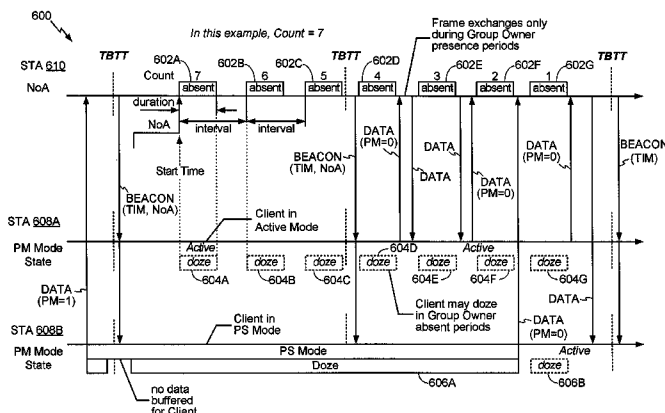 600
In this example, Count = 7
Frame exchanges only
during Group Owner
presence periods
TBTT
TBTT
TBTT
602A
602B
602C
602D
602E
602F
602G
STA 610
NoA
Count
7
6
5
4
3
2
1
absent
absent
absent
absent
absent
absent
absent
duration
interval
interval
NoA
Start Time
BEACON
(TIM, NoA)
BEACON
(TIM, NoA)
DATA
(PM=0)
DATA
DATA
DATA
(PM=0)
DATA
(PM=0)
BEACON
(TIM)
STA 608A
Client in
Active Mode
PM Mode
State
Active
Active
doze
doze
doze
doze
doze
doze
doze
604A
604B
604C
604D
604E
604F
604G
Client may doze
in Group Owner
absent periods
DATA
(PM=1)
DATA
(PM=0)
DATA
DATA
STA 608B
Client in
PS Mode
PM Mode
State
PS Mode
Active
Doze
doze
606A
606B
no data
buffered
for Client